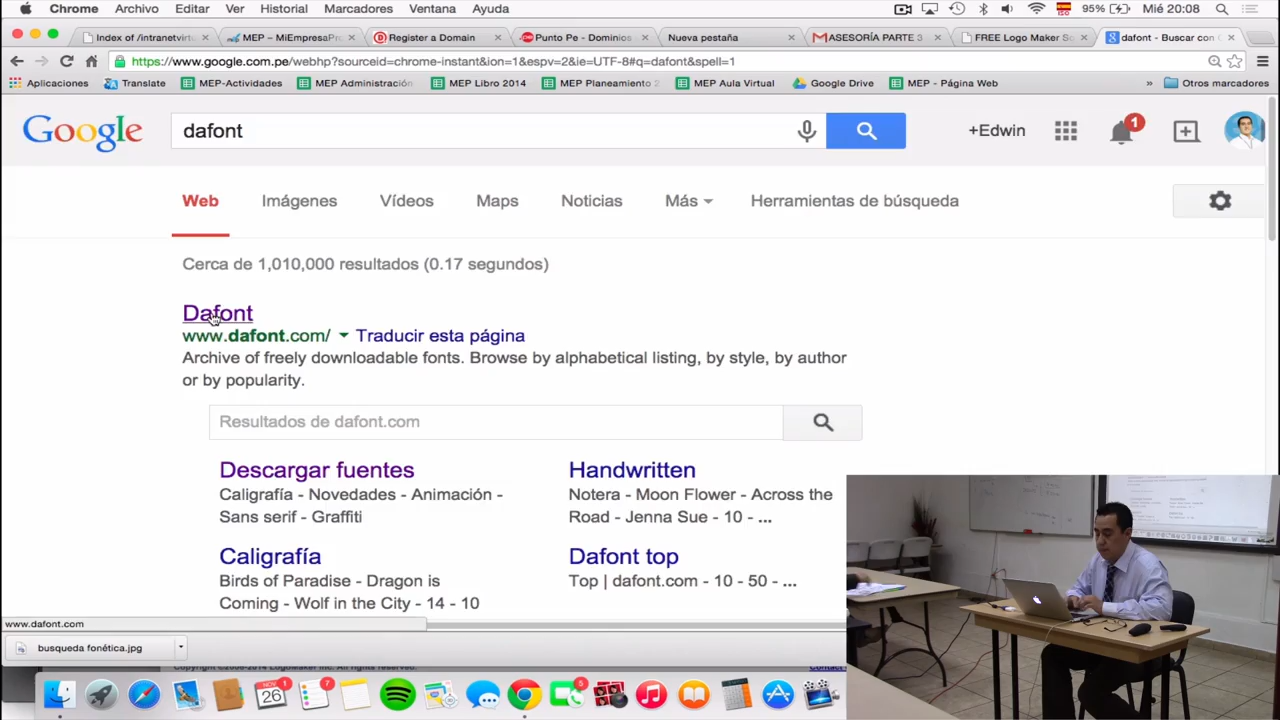 Chrome Archivo Editar Ver Historial Marcadores Ventana Ayuda 95% Mié 20:08
Index of /intranetvirtu MEP – MiEmpresaPro Register a Domain Punto Pe - Dominios Nueva pestaña ASESORÍA PARTE 3 FREE Logo Maker So dafont - Buscar con G
https://www.google.com.pe/webhp?sourceid=chrome-instant&ion=1&espv=2&ie=UTF-8#q=dafont&spell=1
Aplicaciones Translate MEP-Actividades MEP Administración MEP Libro 2014 MEP Planeamiento 2 MEP Aula Virtual Google Drive MEP - Página Web » Otros marcadores
Google dafont +Edwin 1
Web Imágenes Vídeos Maps Noticias Más Herramientas de búsqueda
Cerca de 1,010,000 resultados (0.17 segundos)
Dafont
www.dafont.com/ Traducir esta página
Archive of freely downloadable fonts. Browse by alphabetical listing, by style, by author
or by popularity.
Resultados de dafont.com
Descargar fuentes
Caligrafía - Novedades - Animación -
Sans serif - Graffiti
Handwritten
Notera - Moon Flower - Across the
Road - Jenna Sue - 10 - ...
Caligrafía
Birds of Paradise - Dragon is
Coming - Wolf in the City - 14 - 10
Dafont top
Top | dafont.com - 10 - 50 - ...
www.dafont.com
busqueda fonética.jpg
NOV 26 1 7 5